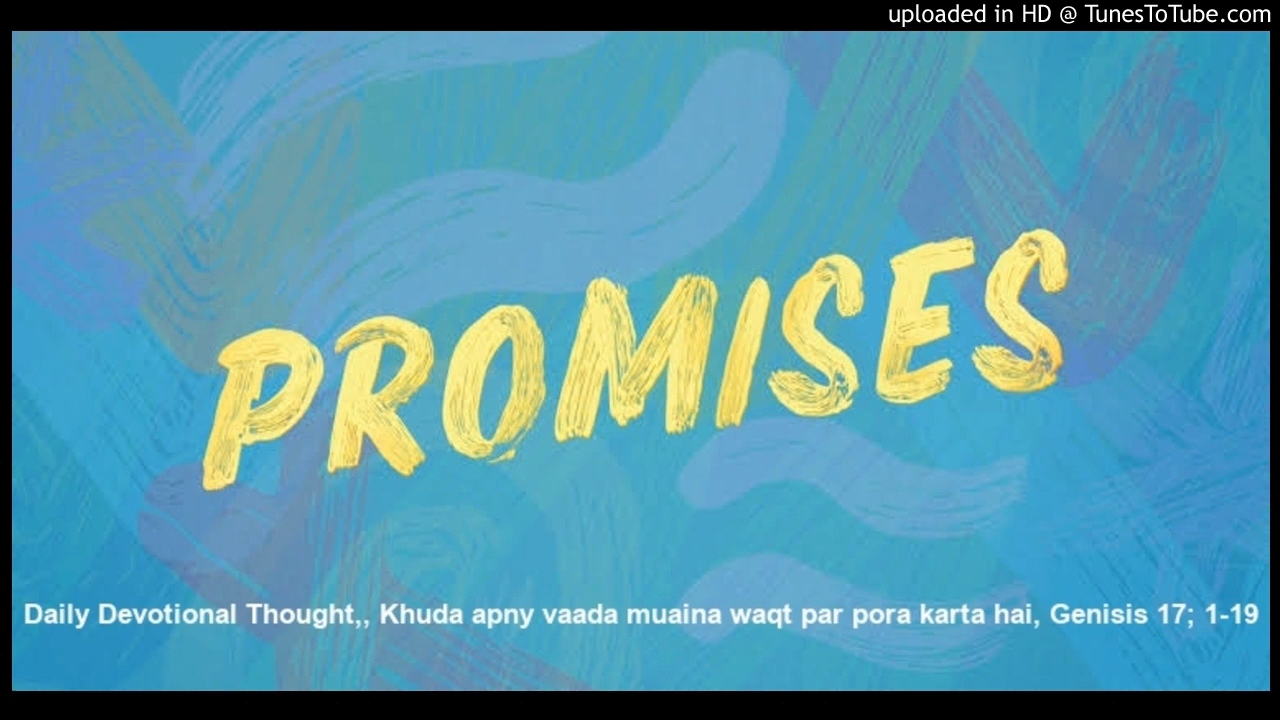 uploaded in HD @ TunesToTube.com
PROMISES
Daily Devotional Thought,, Khuda apny vaada muaina waqt par pora karta hai, Genisis 17; 1-19